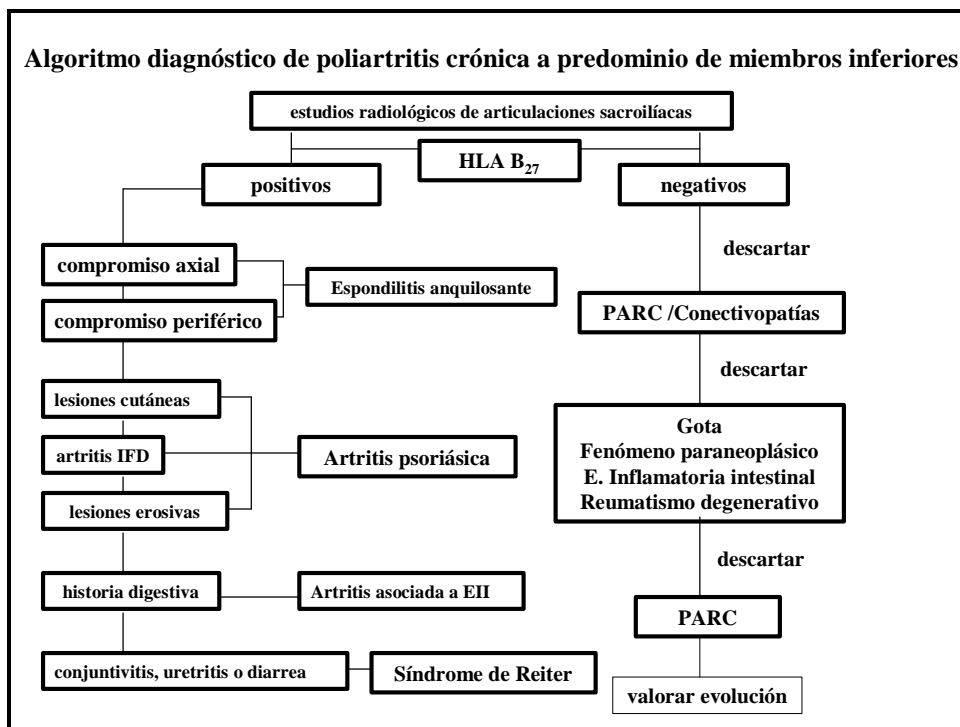 Algoritmo diagnóstico de poliartritis crónica a predominio de miembros inferiores
estudios radiológicos de articulaciones sacroilíacas
HLA B27
positivos
negativos
compromiso axial
compromiso periférico
Espondilitis anquilosante
lesiones cutáneas
artritis IFD
lesiones erosivas
Artritis psoriásica
historia digestiva
Artritis asociada a EII
conjuntivitis, uretritis o diarrea
Síndrome de Reiter
descartar
PARC /Conectivopatías
descartar
Gota
Fenómeno paraneoplásico
E. Inflamatoria intestinal
Reumatismo degenerativo
descartar
PARC
valorar evolución